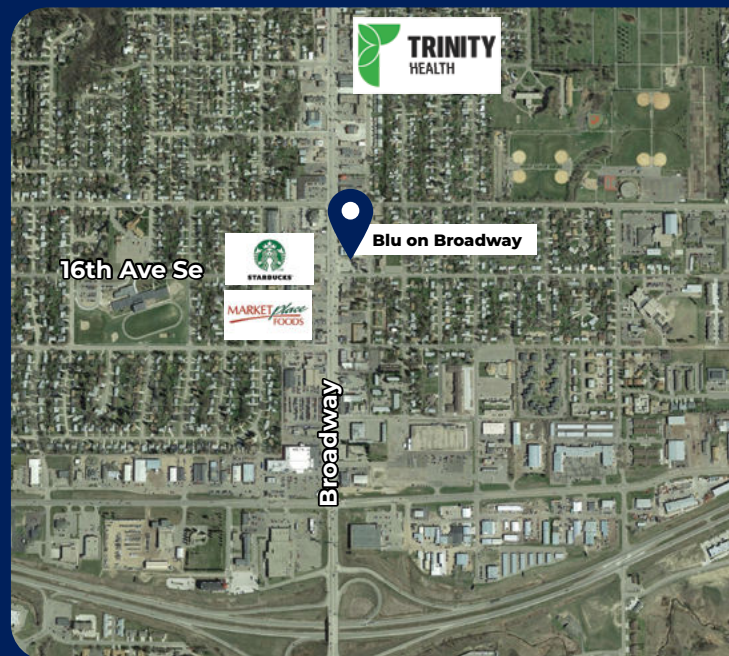 TRINITY
HEALTH
Blu on Broadway
16th Ave Se
STARBUCKS
MARKET place
FOODS
Broadway